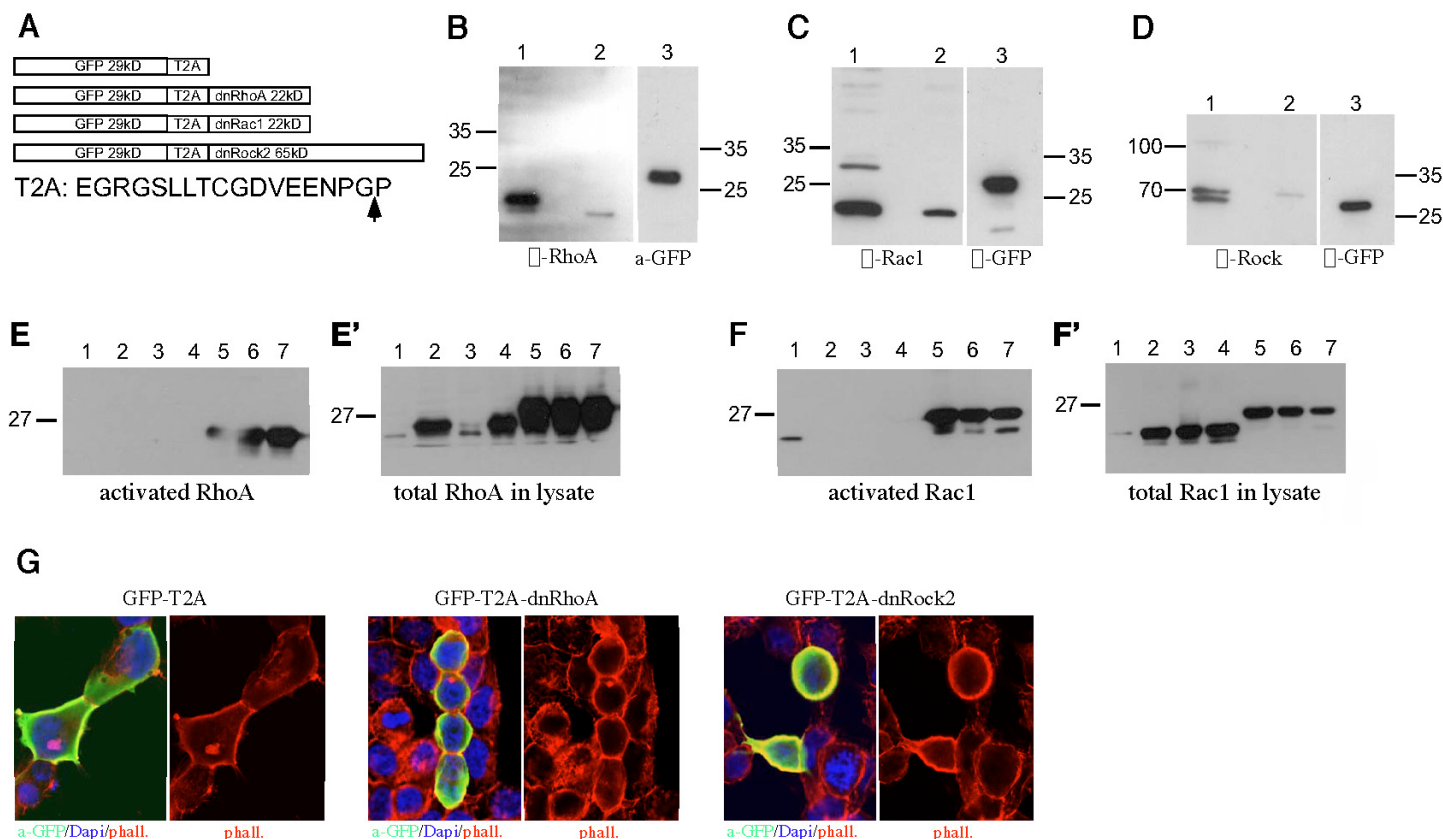 A
GFP 29kD T2A
GFP 29kD T2A dnRhoA 22kD
GFP 29kD T2A dnRac1 22kD
GFP 29kD T2A dnRock2 65kD
T2A: EGRGSLLTCGDVEENPGP
B
1 2 3
35
25
35
25
▯-RhoA a-GFP
C
1 2 3
35
25
35
25
▯-Rac1 ▯-GFP
D
1 2 3
100
70
35
25
▯-Rock ▯-GFP
E
1 2 3 4 5 6 7
27
activated RhoA
E'
1 2 3 4 5 6 7
27
total RhoA in lysate
F
1 2 3 4 5 6 7
27
activated Rac1
F'
1 2 3 4 5 6 7
27
total Rac1 in lysate
G
GFP-T2A
a-GFP/Dapi/phall. phall.
GFP-T2A-dnRhoA
a-GFP/Dapi/phall. phall.
GFP-T2A-dnRock2
a-GFP/Dapi/phall. phall.